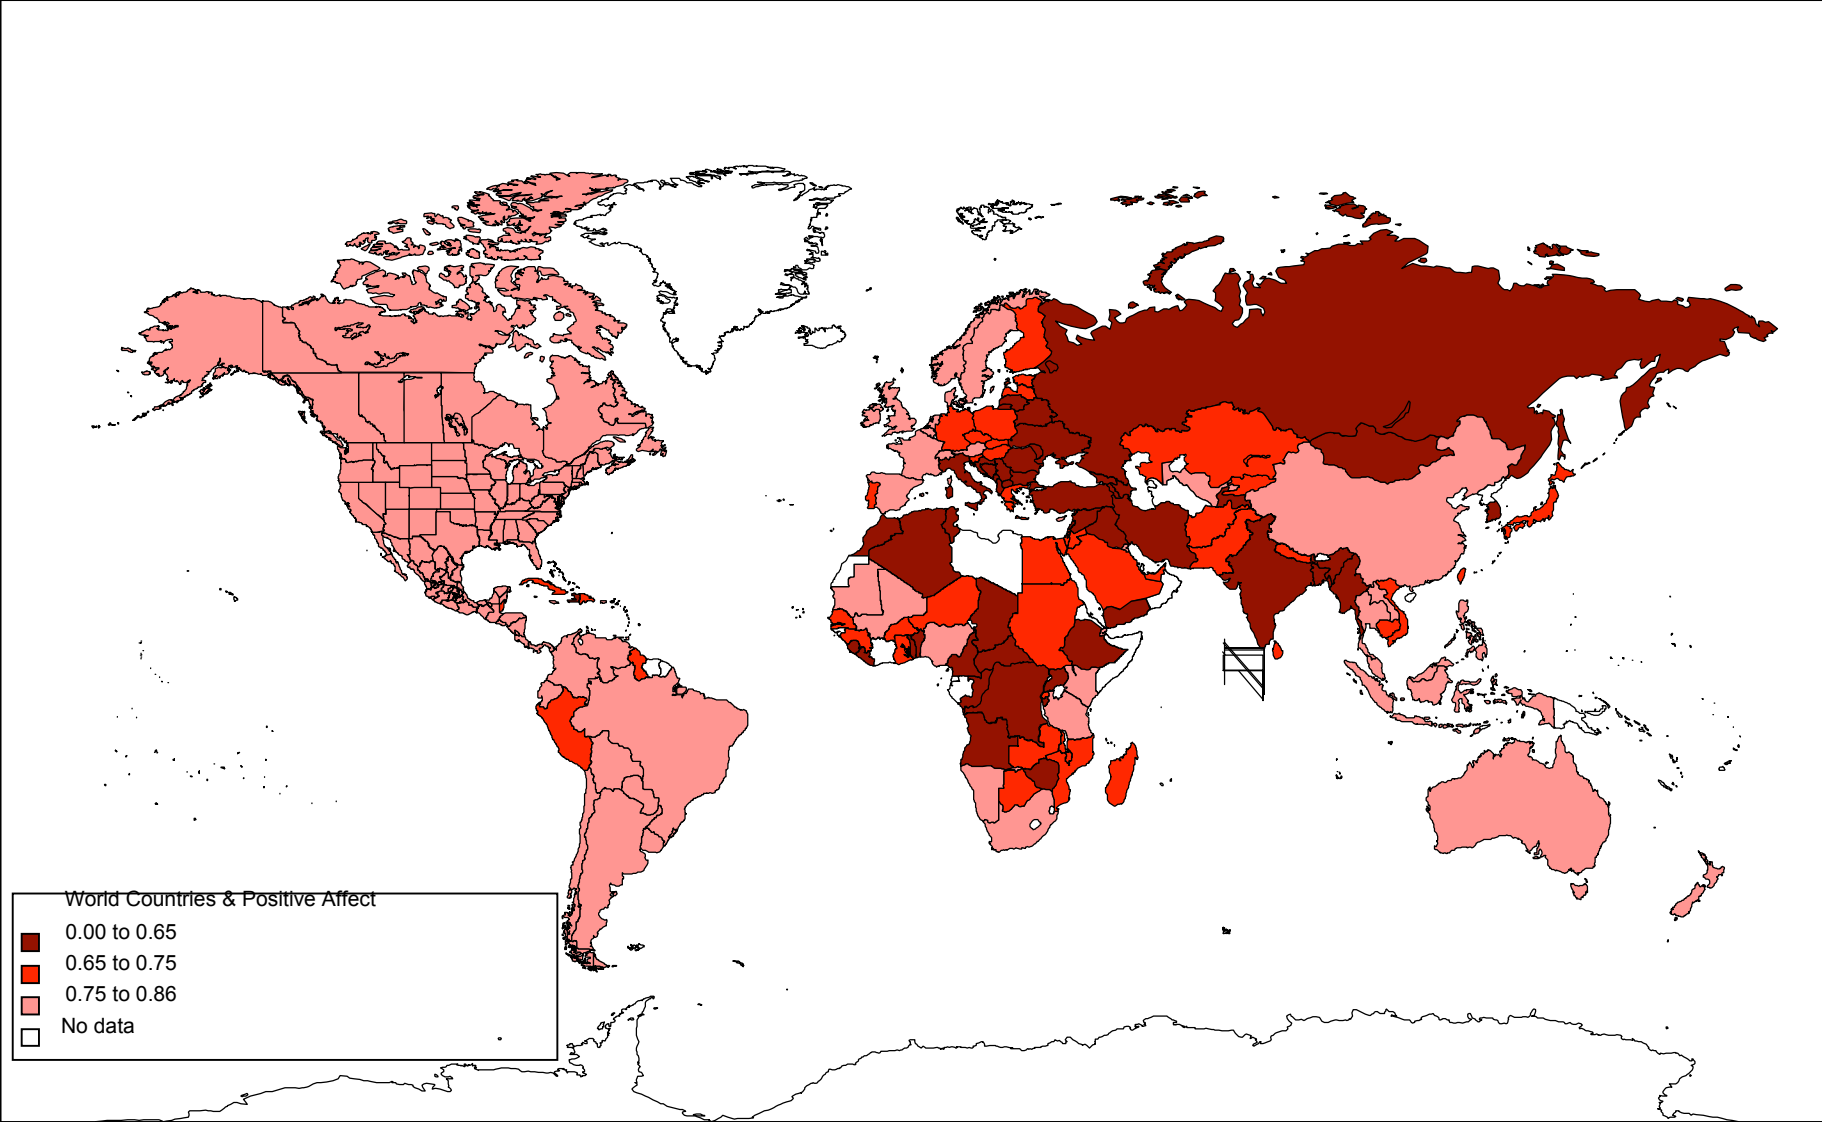 World Countries & Positive Affect
0.00 to 0.65
0.65 to 0.75
0.75 to 0.86
No data